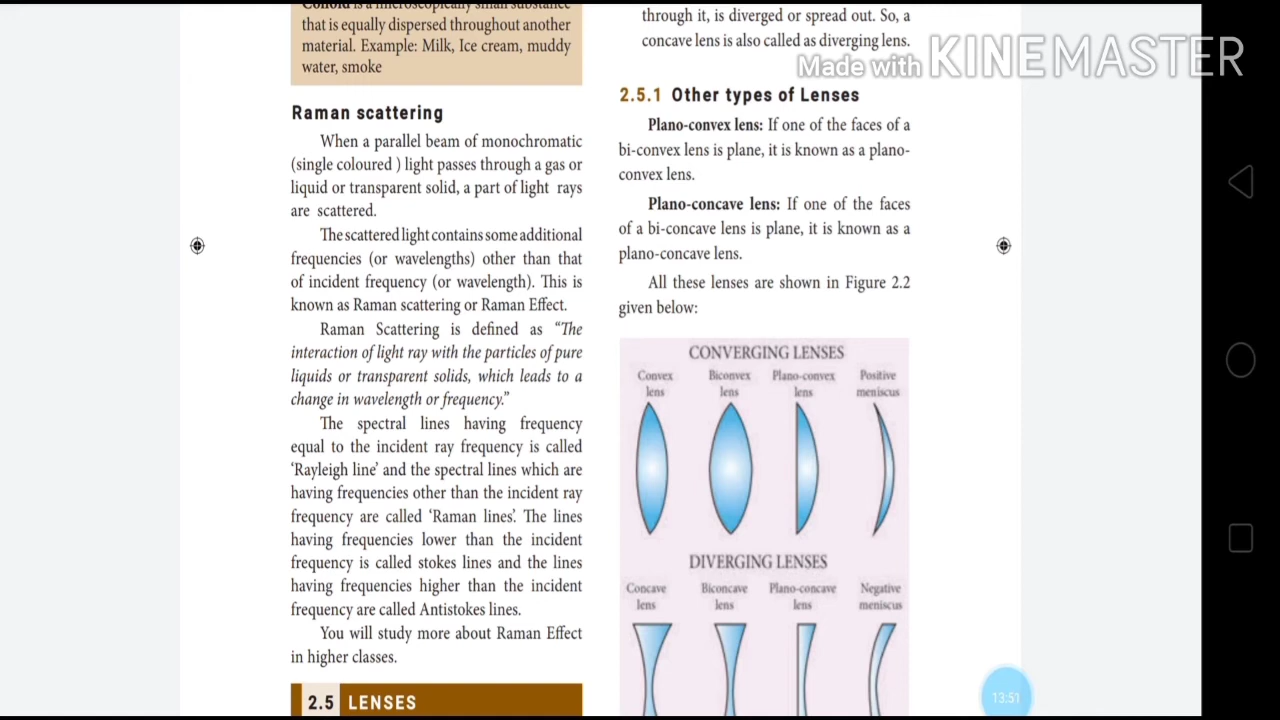 Colloid is a microscopically small substance
that is equally dispersed throughout another
material. Example: Milk, Ice cream, muddy
water, smoke
Raman scattering
When a parallel beam of monochromatic
(single coloured ) light passes through a gas or
liquid or transparent solid, a part of light rays
are scattered.
The scattered light contains some additional
frequencies (or wavelengths) other than that
of incident frequency (or wavelength). This is
known as Raman scattering or Raman Effect.
Raman Scattering is defined as “The
interaction of light ray with the particles of pure
liquids or transparent solids, which leads to a
change in wavelength or frequency.”
The spectral lines having frequency
equal to the incident ray frequency is called
‘Rayleigh line’ and the spectral lines which are
having frequencies other than the incident ray
frequency are called ‘Raman lines’. The lines
having frequencies lower than the incident
frequency is called stokes lines and the lines
having frequencies higher than the incident
frequency are called Antistokes lines.
You will study more about Raman Effect
in higher classes.
2.5 LENSES
through it, is diverged or spread out. So, a
concave lens is also called as diverging lens.
Made with KINEMASTER
2.5.1 Other types of Lenses
Plano-convex lens: If one of the faces of a
bi-convex lens is plane, it is known as a plano-
convex lens.
Plano-concave lens: If one of the faces
of a bi-concave lens is plane, it is known as a
plano-concave lens.
All these lenses are shown in Figure 2.2
given below:
CONVERGING LENSES
Convex Biconvex Plano-convex Positive
lens lens lens meniscus
DIVERGING LENSES
Concave Biconcave Plano-concave Negative
lens lens lens meniscus
13:51